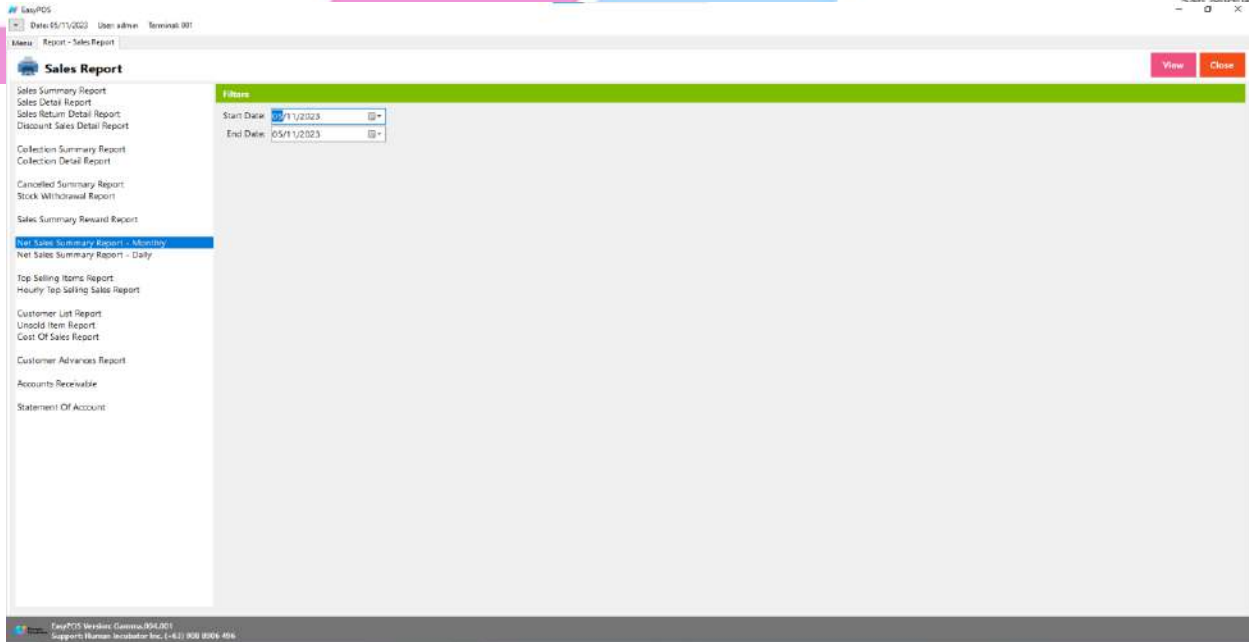 EasyPOS
Date: 05/11/2023 User: admin Terminal: 001
Menu Report - Sales Report
Sales Report
View Close
Sales Summary Report
Sales Detail Report
Sales Return Detail Report
Discount Sales Detail Report
Collection Summary Report
Collection Detail Report
Cancelled Summary Report
Stock Withdrawal Report
Sales Summary Reward Report
Net Sales Summary Report - Monthly
Net Sales Summary Report - Daily
Top Selling Items Report
Hourly Top Selling Sales Report
Customer List Report
Unsold Item Report
Cost Of Sales Report
Customer Advances Report
Accounts Receivable
Statement Of Account
Filters
Start Date: 05/11/2023
End Date: 05/11/2023
EasyPOS Version: Gamma.004.001
Support: Human Incubator Inc. (+63) 908 8906 496